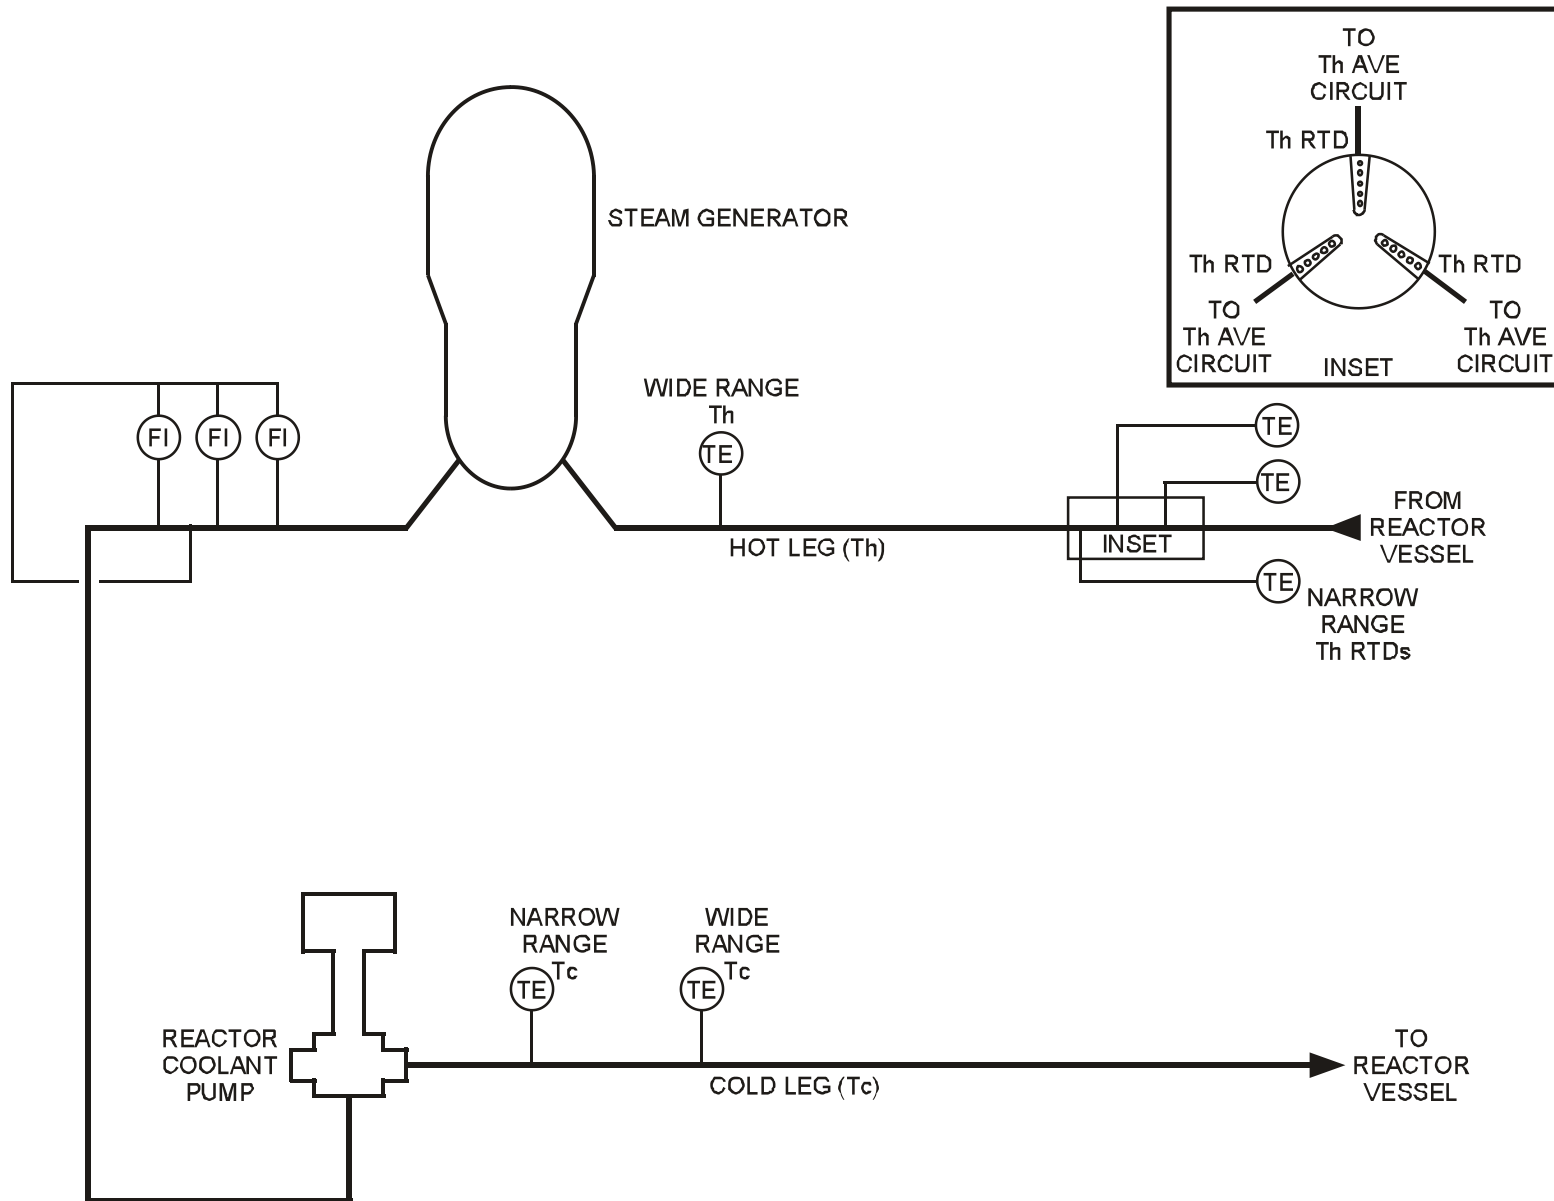 TO
Th AVE
CIRCUIT
Th RTD
Th RTD
Th RTD
TO
Th AVE
CIRCUIT
TO
Th AVE
CIRCUIT
INSET
STEAM GENERATOR
WIDE RANGE
Th
TE
FI
FI
FI
TE
TE
FROM
REACTOR
VESSEL
INSET
HOT LEG (Th)
TE
NARROW
RANGE
Th RTDs
NARROW
RANGE
Tc
TE
WIDE
RANGE
Tc
TE
REACTOR
COOLANT
PUMP
COLD LEG (Tc)
TO
REACTOR
VESSEL